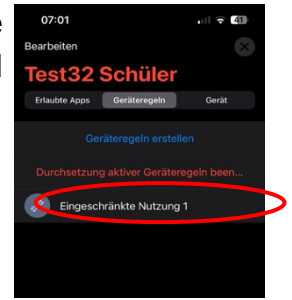 07:01
41
Bearbeiten
Test32 Schüler
Erlaubte Apps Geräteregeln Gerät
Geräteregeln erstellen
Durchsetzung aktiver Geräteregeln been...
Eingeschränkte Nutzung 1